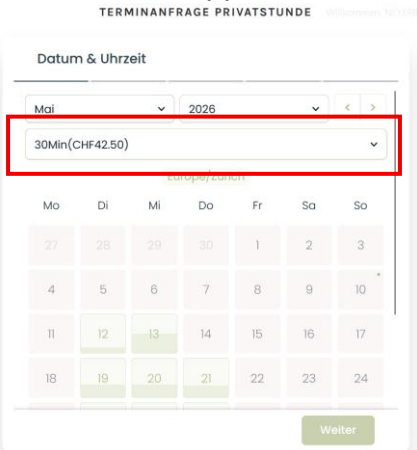 TERMINANFRAGE PRIVATSTUNDE
Datum & Uhrzeit
Mai 2026 < >
30Min(CHF42.50)
Europe/Zurich
Mo Di Mi Do Fr Sa So
27 28 29 30 1 2 3
4 5 6 7 8 9 10
11 12 13 14 15 16 17
18 19 20 21 22 23 24
Weiter